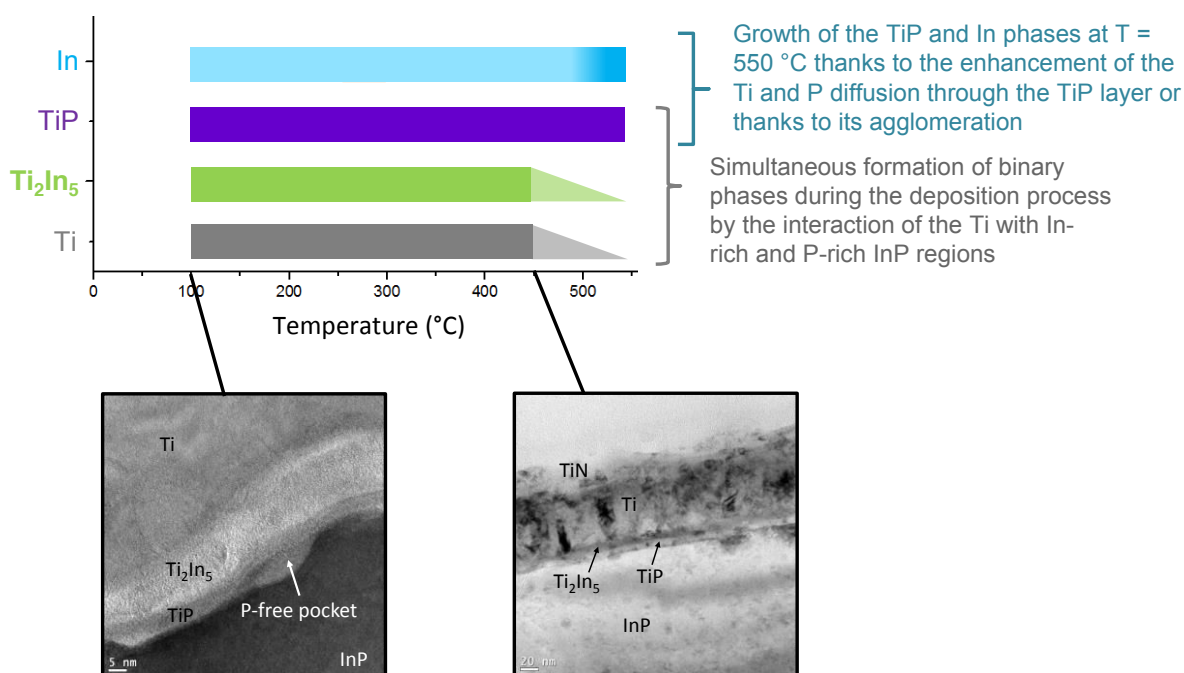 In
TiP
Ti₂In₅
Ti
0
100
200
300
400
500
Temperature (°C)
Growth of the TiP and In phases at T =
550 °C thanks to the enhancement of the
Ti and P diffusion through the TiP layer or
thanks to its agglomeration
Simultaneous formation of binary
phases during the deposition process
by the interaction of the Ti with In-
rich and P-rich InP regions
Ti
Ti₂In₅
TiP
P-free pocket
InP
5 nm
TiN
Ti
Ti₂In₅
TiP
InP
20 nm